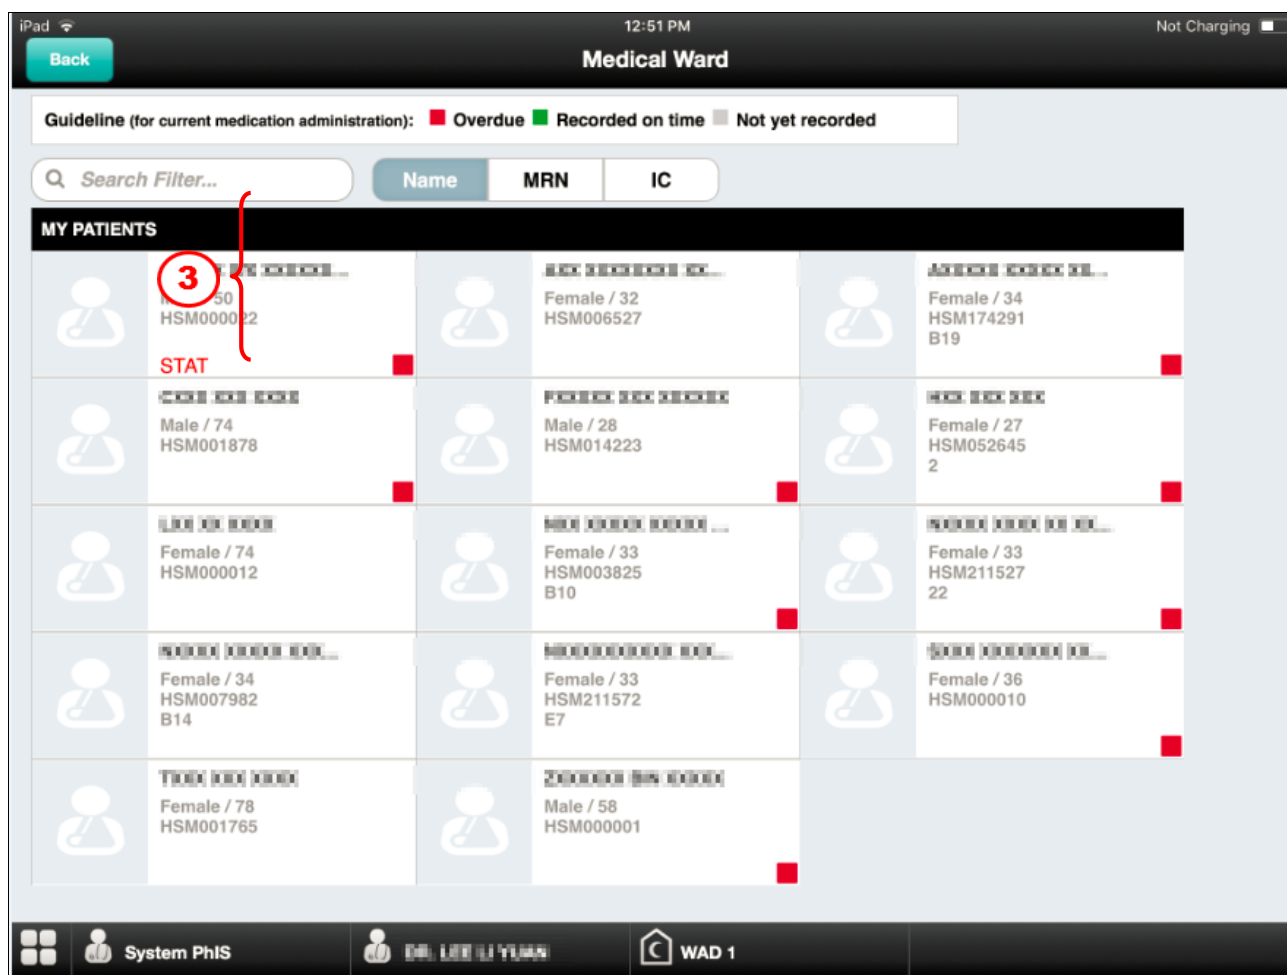 iPad 12:51 PM Not Charging
Back Medical Ward
Guideline (for current medication administration): Overdue Recorded on time Not yet recorded
Search Filter... Name MRN IC
MY PATIENTS
3
50
HSM000022
STAT
Female / 32
HSM006527
Female / 34
HSM174291
B19
Male / 74
HSM001878
Male / 28
HSM014223
Female / 27
HSM052645
2
Female / 74
HSM000012
Female / 33
HSM003825
B10
Female / 33
HSM211527
22
Female / 34
HSM007982
B14
Female / 33
HSM211572
E7
Female / 36
HSM000010
Female / 78
HSM001765
Male / 58
HSM000001
System PhIS WAD 1